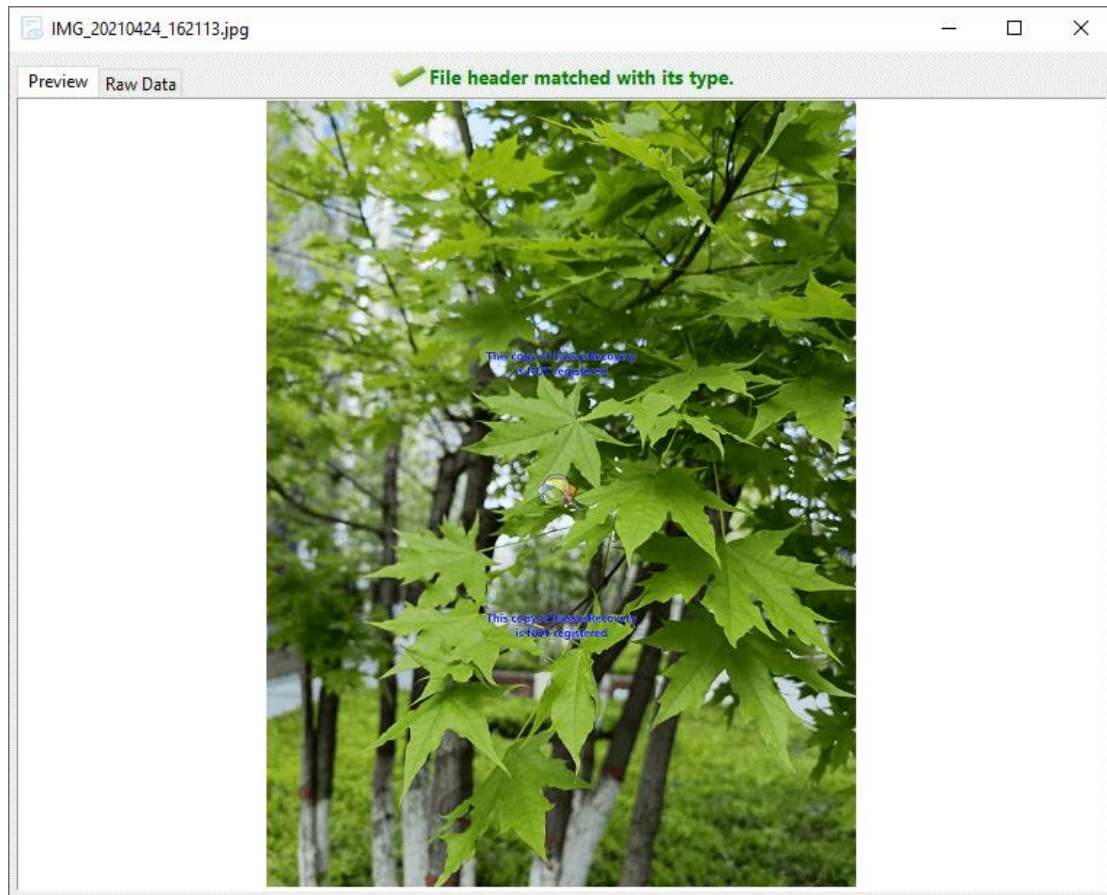 IMG_20210424_162113.jpg
Preview
Raw Data
File header matched with its type.
This copy of
is NOT registered
This copy of
is NOT registered